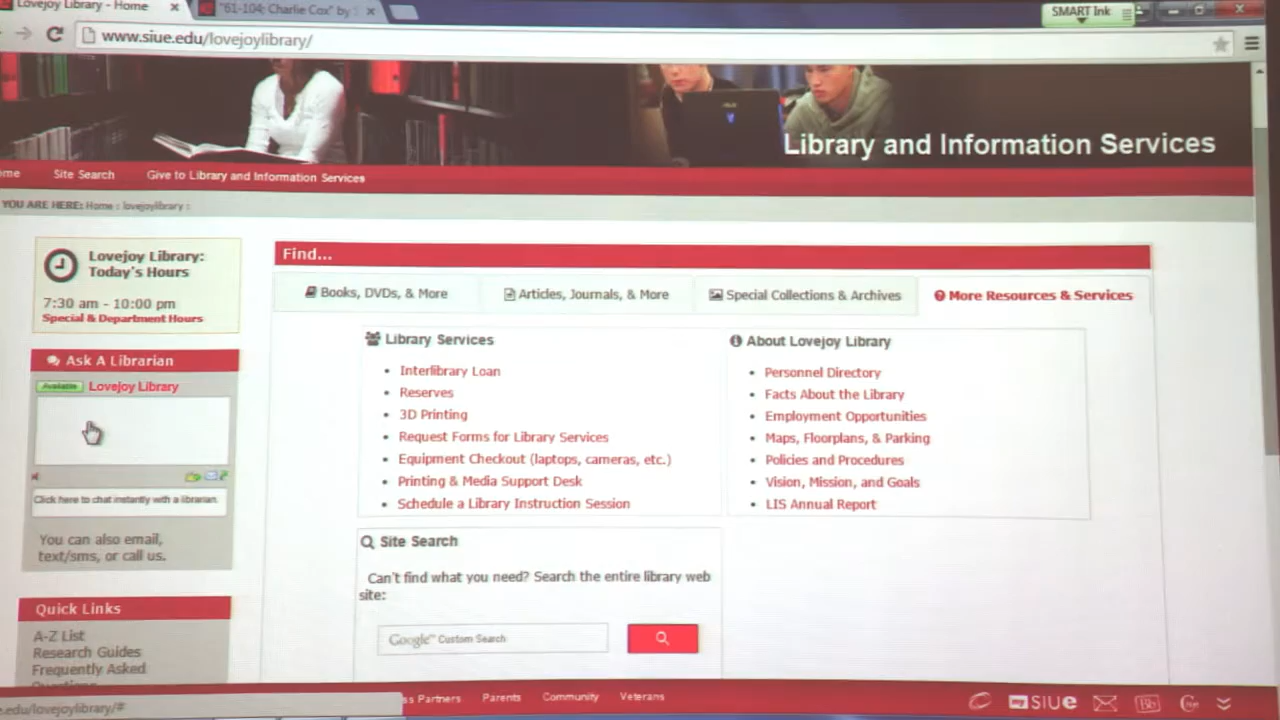 Lovejoy Library - Home
"61-104: Charlie Cox" by
SMART Ink
www.siue.edu/lovejoylibrary/
Library and Information Services
Site Search
Give to Library and Information Services
YOU ARE HERE: Home : lovejoylibrary :
Lovejoy Library:
Today's Hours
7:30 am - 10:00 pm
Special & Department Hours
Ask A Librarian
Available Lovejoy Library
Click here to chat instantly with a librarian.
You can also email,
text/sms, or call us.
Quick Links
A-Z List
Research Guides
Frequently Asked
Questions
Find...
Books, DVDs, & More
Articles, Journals, & More
Special Collections & Archives
More Resources & Services
Library Services
Interlibrary Loan
Reserves
3D Printing
Request Forms for Library Services
Equipment Checkout (laptops, cameras, etc.)
Printing & Media Support Desk
Schedule a Library Instruction Session
About Lovejoy Library
Personnel Directory
Facts About the Library
Employment Opportunities
Maps, Floorplans, & Parking
Policies and Procedures
Vision, Mission, and Goals
LIS Annual Report
Site Search
Can't find what you need? Search the entire library web
site:
Google™ Custom Search
Partners
Parents
Community
Veterans
my SIUe
Bb
e.edu/lovejoylibrary/#